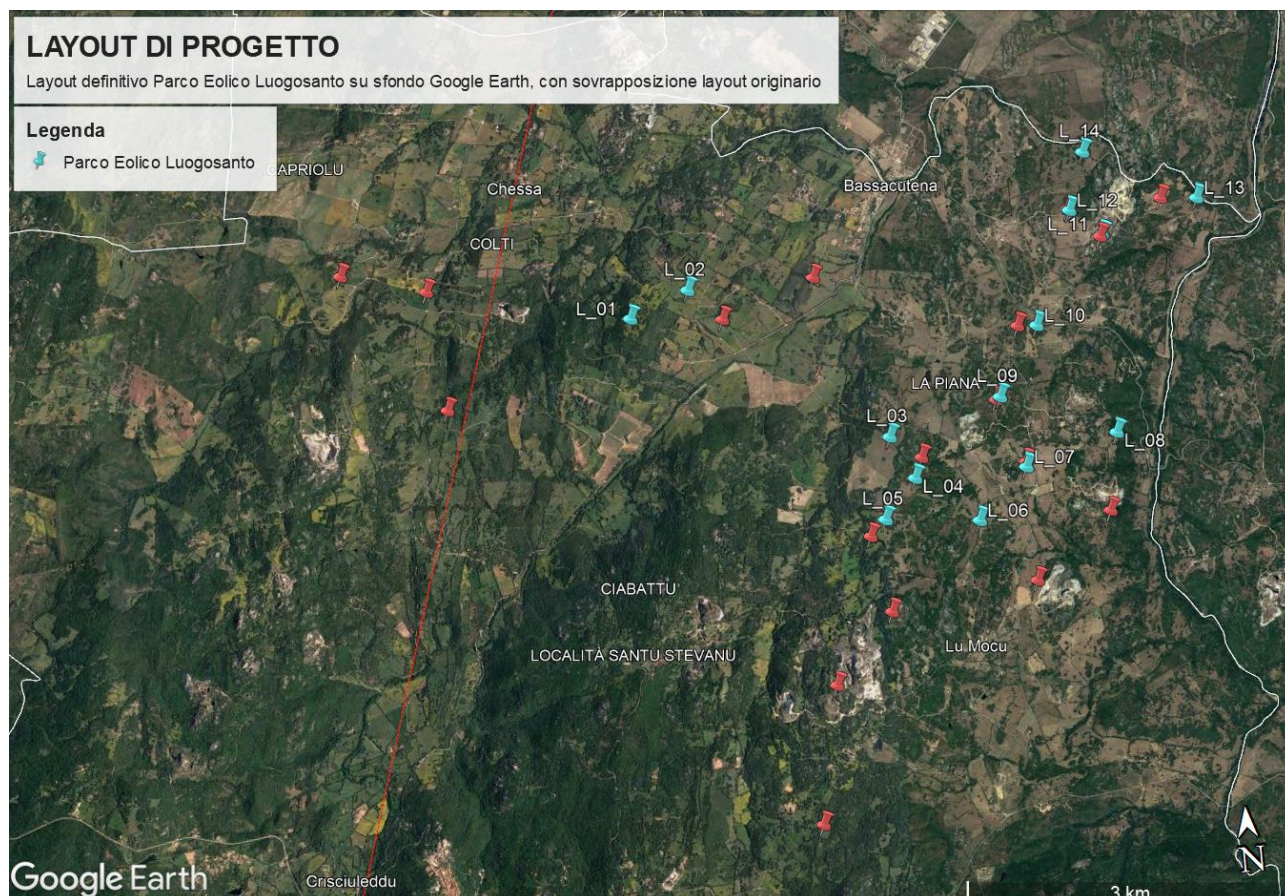 LAYOUT DI PROGETTO
Layout definitivo Parco Eolico Luogosanto su sfondo Google Earth, con sovrapposizione layout originario
Legenda
Parco Eolico Luogosanto
CAPRIOLU
Chessa
Bassacutena
COLTI
L_14
L_13
L_12
L_11
L_02
L_01
L_10
L_09
LA PIANA
L_03
L_08
L_07
L_04
L_05
L_06
CIABATTU
LOCALITÀ SANTU STEVANU
Lu Mocu
N
Google Earth
Crisciuleddu
3 km